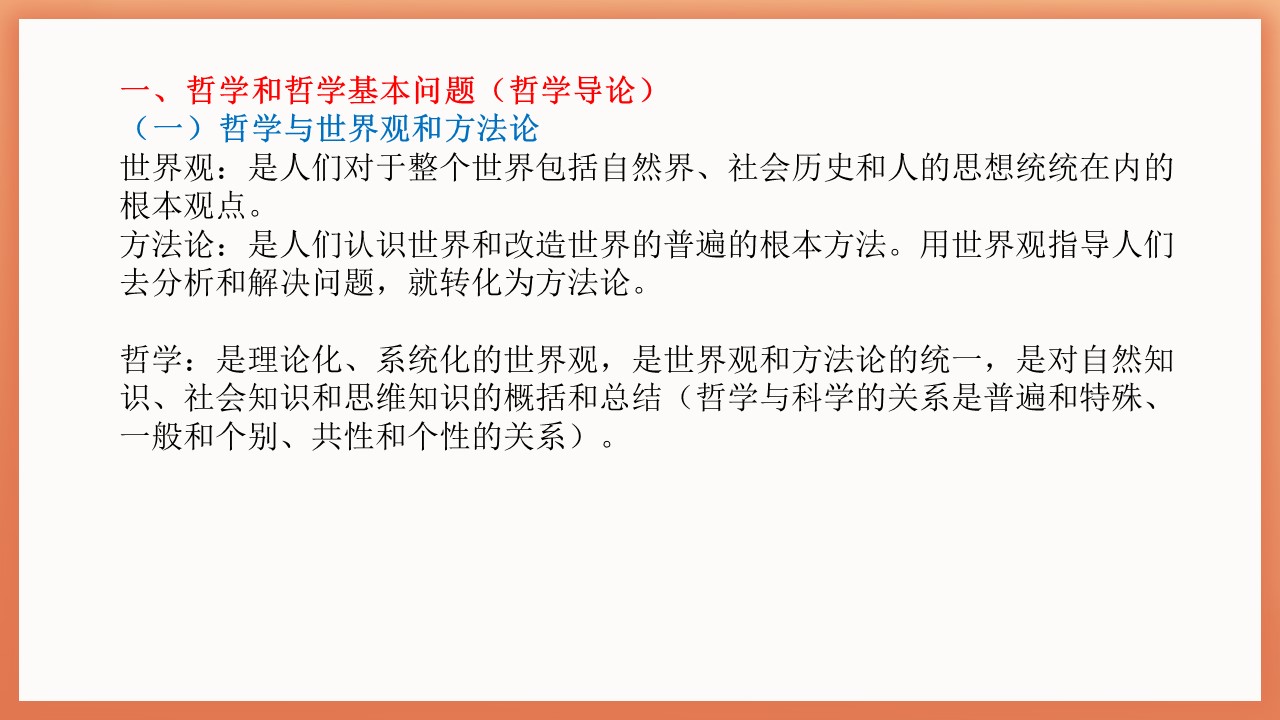 一、哲学和哲学基本问题（哲学导论）
（一）哲学与世界观和方法论
世界观：是人们对于整个世界包括自然界、社会历史和人的思想统统在内的
根本观点。
方法论：是人们认识世界和改造世界的普遍的根本方法。用世界观指导人们
去分析和解决问题，就转化为方法论。
哲学：是理论化、系统化的世界观，是世界观和方法论的统一，是对自然知
识、社会知识和思维知识的概括和总结（哲学与科学的关系是普遍和特殊、
一般和个别、共性和个性的关系）。